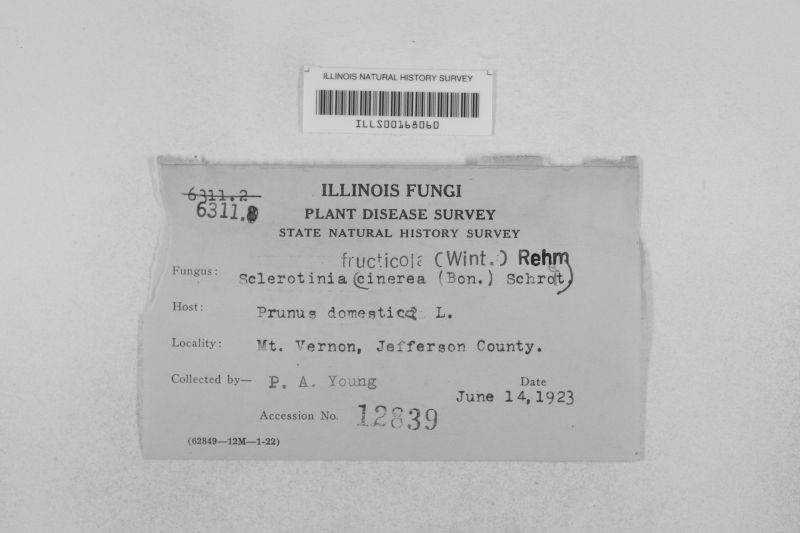 ILLINOIS NATURAL HISTORY SURVEY
ILLS00168060
6311.2
6311.8
ILLINOIS FUNGI
PLANT DISEASE SURVEY
STATE NATURAL HISTORY SURVEY
fructicola (Wint.) Rehm
Fungus: Sclerotinia (cinerea (Bon.) Schrot.)
Host: Prunus domestica L.
Locality: Mt. Vernon, Jefferson County.
Collected by— P. A. Young
Date June 14, 1923
Accession No. 12839
(62849—12M—1-22)